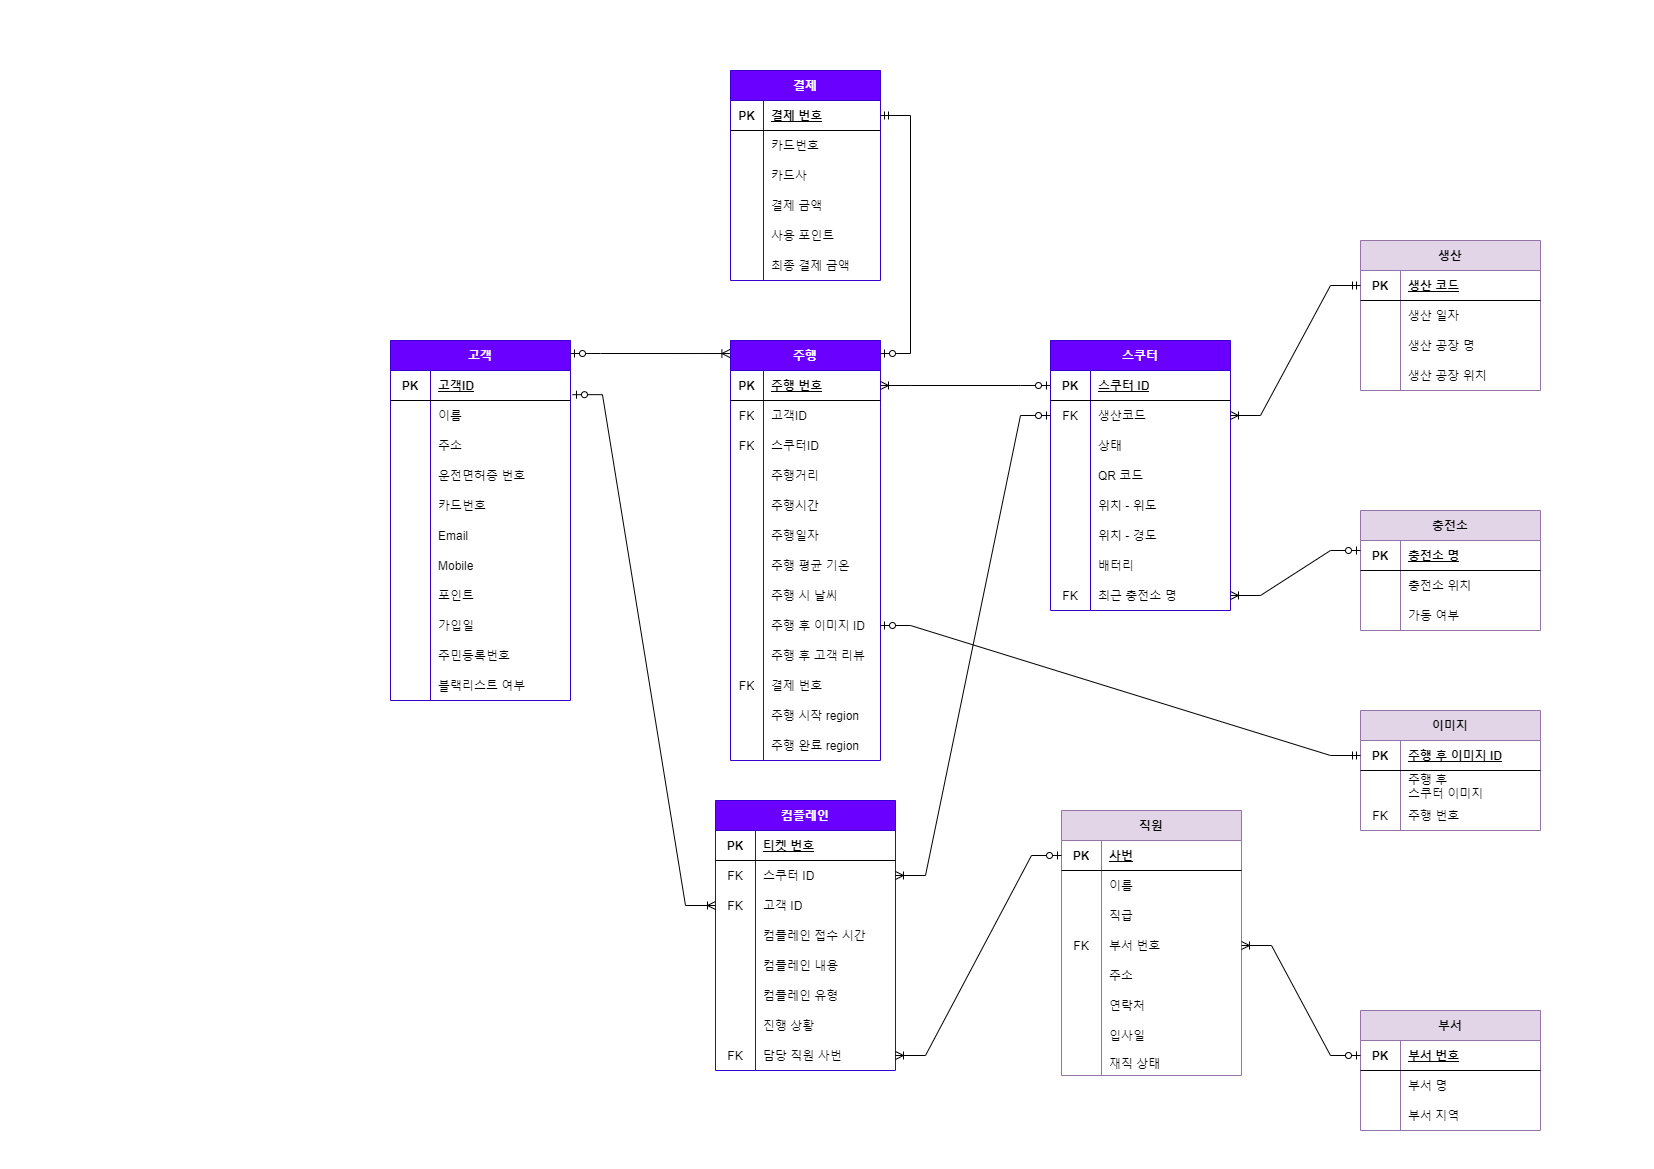 결제
PK 결제 번호
카드번호
카드사
결제 금액
사용 포인트
최종 결제 금액
고객
PK 고객ID
이름
주소
운전면허증 번호
카드번호
Email
Mobile
포인트
가입일
주민등록번호
블랙리스트 여부
주행
PK 주행 번호
FK 고객ID
FK 스쿠터ID
주행거리
주행시간
주행일자
주행 평균 기온
주행 시 날씨
주행 후 이미지 ID
주행 후 고객 리뷰
FK 결제 번호
주행 시작 region
주행 완료 region
스쿠터
PK 스쿠터 ID
FK 생산코드
상태
QR 코드
위치 - 위도
위치 - 경도
배터리
FK 최근 충전소 명
생산
PK 생산 코드
생산 일자
생산 공장 명
생산 공장 위치
충전소
PK 충전소 명
충전소 위치
가동 여부
이미지
PK 주행 후 이미지 ID
주행 후
스쿠터 이미지
FK 주행 번호
컴플레인
PK 티켓 번호
FK 스쿠터 ID
FK 고객 ID
컴플레인 접수 시간
컴플레인 내용
컴플레인 유형
진행 상황
FK 담당 직원 사번
직원
PK 사번
이름
직급
FK 부서 번호
주소
연락처
입사일
재직 상태
부서
PK 부서 번호
부서 명
부서 지역